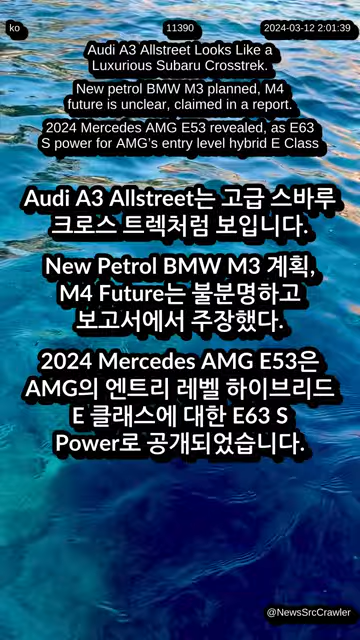 ko
11390
2024-03-12 2:01:39
Audi A3 Allstreet Looks Like a
Luxurious Subaru Crosstrek.
New petrol BMW M3 planned, M4
future is unclear, claimed in a report.
2024 Mercedes AMG E53 revealed, as E63
S power for AMG's entry level hybrid E Class
Audi A3 Allstreet는 고급 스바루
크로스 트렉처럼 보입니다.
New Petrol BMW M3 계획,
M4 Future는 불분명하고
보고서에서 주장했다.
2024 Mercedes AMG E53은
AMG의 엔트리 레벨 하이브리드
E 클래스에 대한 E63 S
Power로 공개되었습니다.
@NewsSrcCrawler